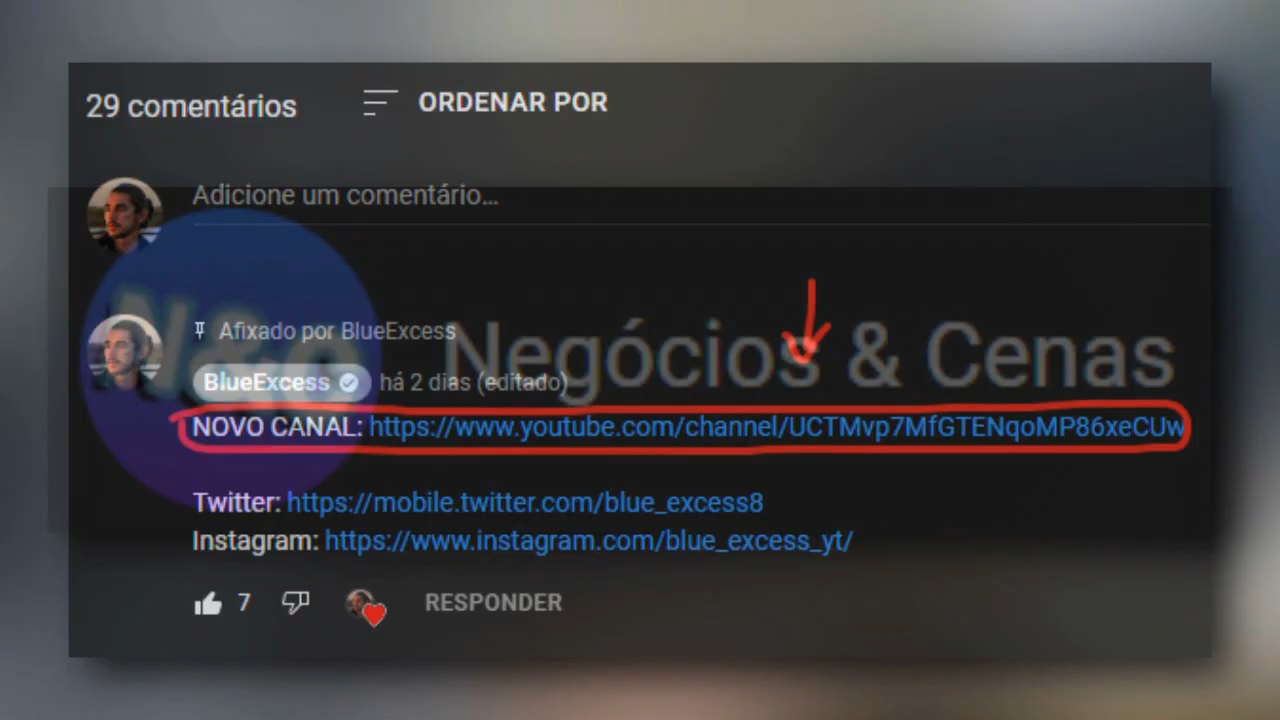 29 comentários
ORDENAR POR
Adicione um comentário...
Afixado por BlueExcess
Negócios & Cenas
BlueExcess há 2 dias (editado)
NOVO CANAL: https://www.youtube.com/channel/UCTMvp7MfGTENqoMP86xeCUw
Twitter: https://mobile.twitter.com/blue_excess8
Instagram: https://www.instagram.com/blue_excess_yt/
7
RESPONDER